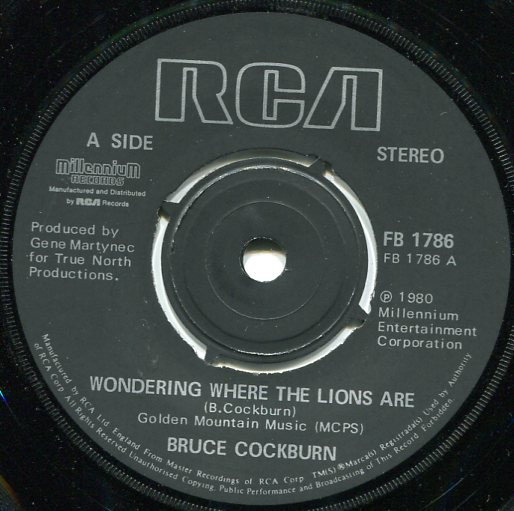 RCA
A SIDE
STEREO
Millennium
RECORDS
Manufactured and Distributed
by RCA Records
Produced by
Gene Martynec
for True North
Productions.
FB 1786
FB 1786 A
℗ 1980
Millennium
Entertainment
Corporation
WONDERING WHERE THE LIONS ARE
(B.Cockburn)
Golden Mountain Music (MCPS)
BRUCE COCKBURN
Manufactured by RCA Ltd. England From Master Recordings of RCA Corp TM(S) ® Marca(s) Registrada(s) Used by Authority
of RCA Corp All Rights Reserved Unauthorised Copying, Public Performance and Broadcasting of This Record Forbidden.